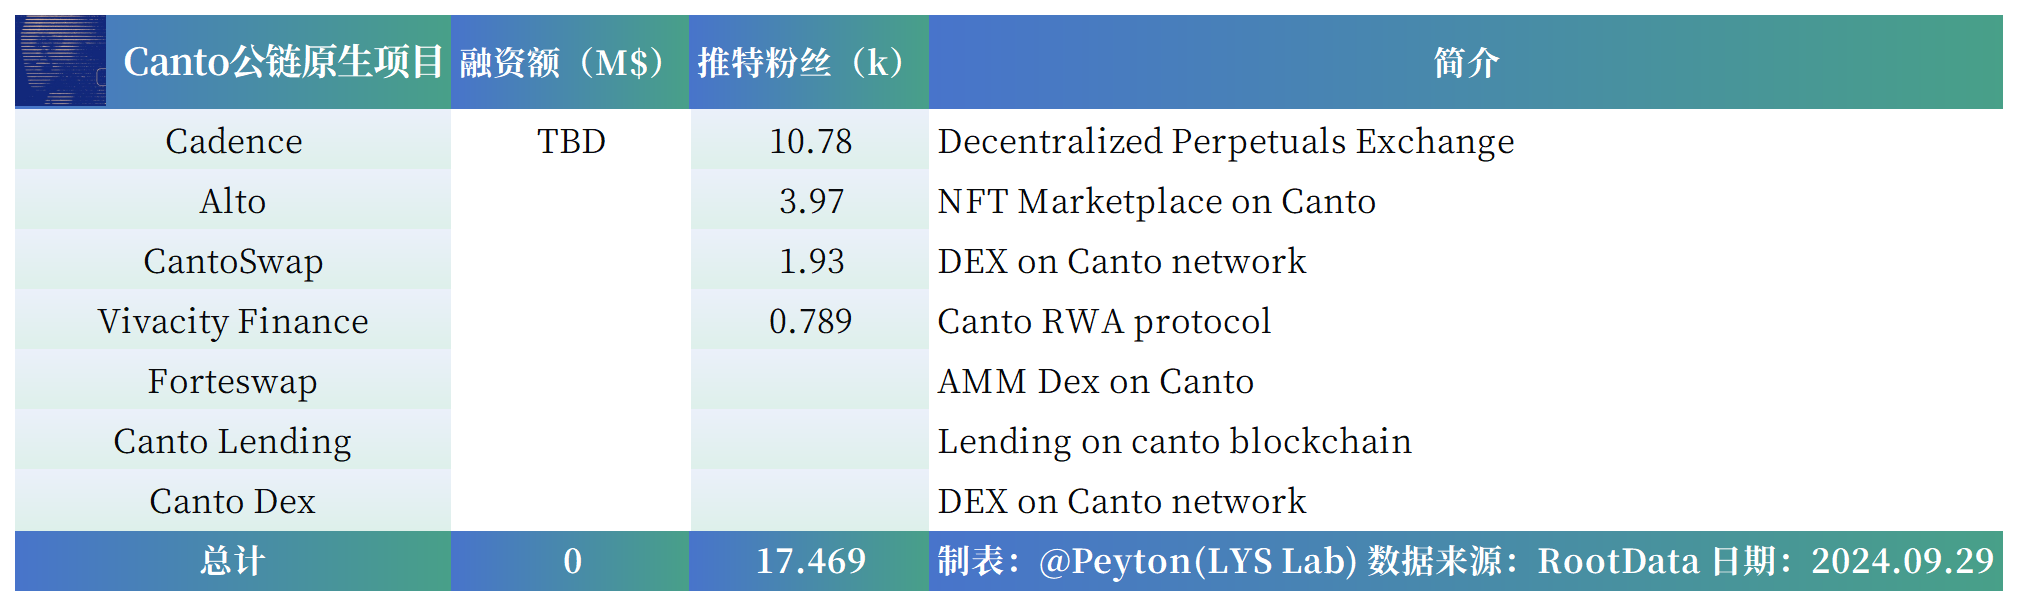 Canto公链原生项目 融资额（M$） 推特粉丝（k） 简介
Cadence TBD 10.78 Decentralized Perpetuals Exchange
Alto 3.97 NFT Marketplace on Canto
CantoSwap 1.93 DEX on Canto network
Vivacity Finance 0.789 Canto RWA protocol
Forteswap AMM Dex on Canto
Canto Lending Lending on canto blockchain
Canto Dex DEX on Canto network
总计 0 17.469 制表：@Peyton(LYS Lab) 数据来源：RootData 日期：2024.09.29